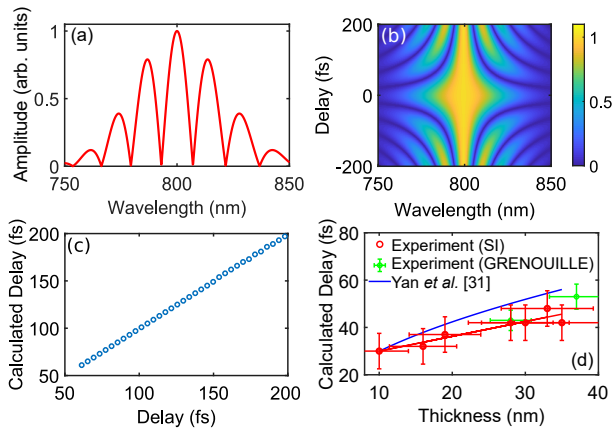 (a)
Amplitude (arb. units)
1
0.5
0
750
800
850
Wavelength (nm)
(b)
Delay (fs)
200
0
-200
750
800
850
Wavelength (nm)
1
0.5
0
(c)
Calculated Delay (fs)
200
150
100
50
50
100
150
200
Delay (fs)
Calculated Delay (fs)
80
60
40
20
Experiment (SI)
Experiment (GRENOUILLE)
Yan et al. [31]
(d)
10
20
30
40
Thickness (nm)